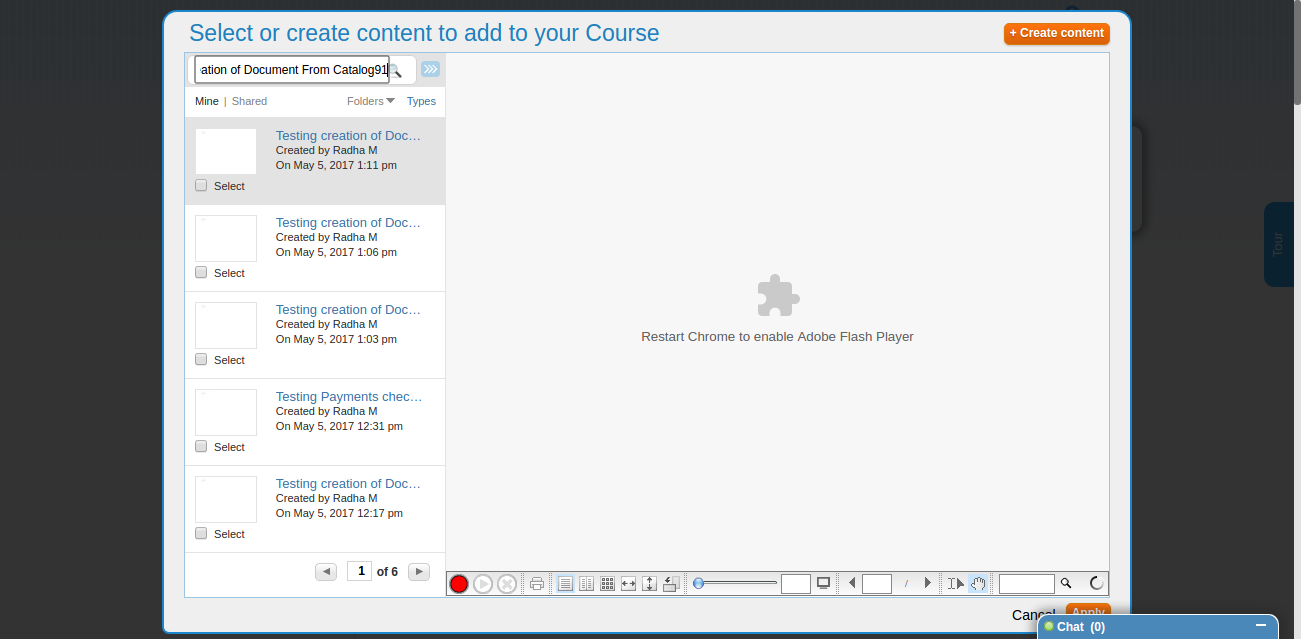 Select or create content to add to your Course
+ Create content
ation of Document From Catalog91
Mine | Shared Folders Types
Testing creation of Doc…
Created by Radha M
On May 5, 2017 1:11 pm
Select
Testing creation of Doc…
Created by Radha M
On May 5, 2017 1:06 pm
Select
Testing creation of Doc…
Created by Radha M
On May 5, 2017 1:03 pm
Select
Testing Payments chec…
Created by Radha M
On May 5, 2017 12:31 pm
Select
Testing creation of Doc…
Created by Radha M
On May 5, 2017 12:17 pm
Select
1 of 6
Restart Chrome to enable Adobe Flash Player
/
Tour
Cancel
Apply
Chat (0)